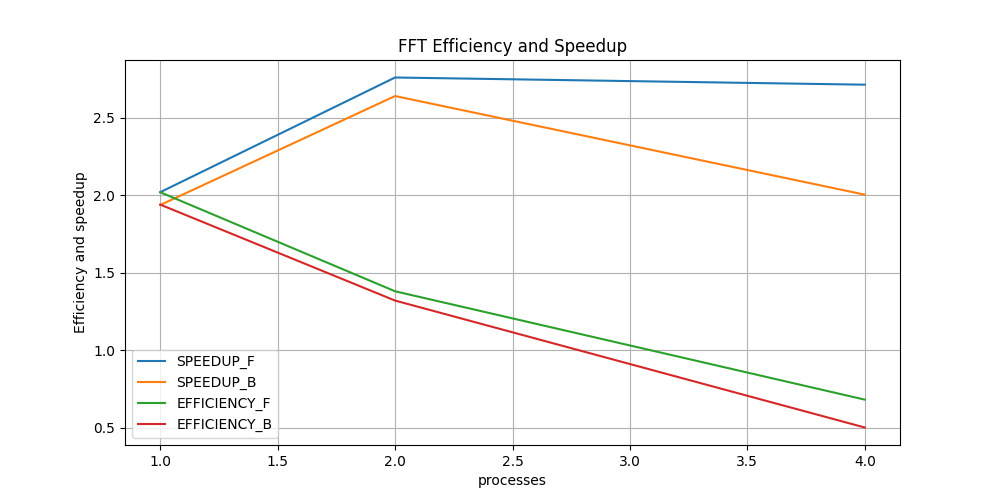 FFT Efficiency and Speedup
Efficiency and speedup
2.5
2.0
1.5
1.0
0.5
SPEEDUP_F
SPEEDUP_B
EFFICIENCY_F
EFFICIENCY_B
1.0 1.5 2.0 2.5 3.0 3.5 4.0
processes